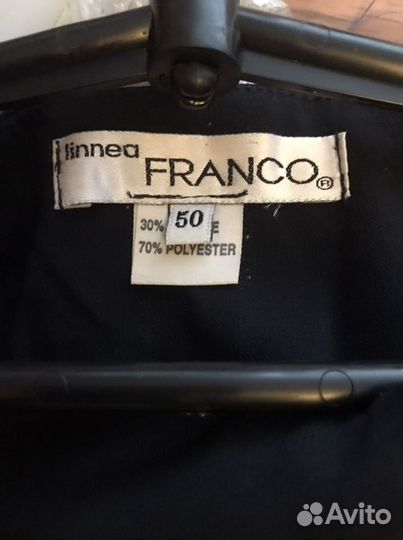 linnea
FRANCO®
50
30% E
70% POLYESTER
Avito